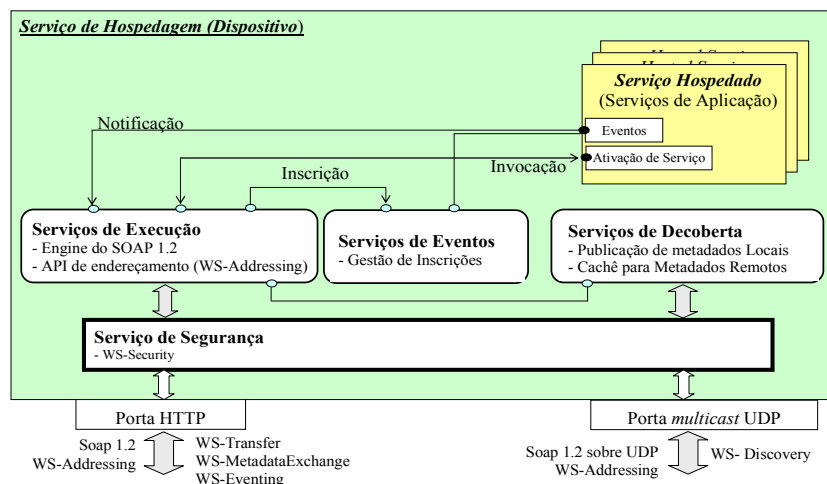 Serviço de Hospedagem (Dispositivo)
Serviço Hospedado
(Serviços de Aplicação)
Eventos
Ativação de Serviço
Notificação
Invocação
Inscrição
Serviços de Execução
- Engine do SOAP 1.2
- API de endereçamento (WS-Addressing)
Serviços de Eventos
- Gestão de Inscrições
Serviços de Decoberta
- Publicação de metadados Locais
- Cachê para Metadados Remotos
Serviço de Segurança
- WS-Security
Porta HTTP
Porta multicast UDP
Soap 1.2
WS-Addressing
WS-Transfer
WS-MetadataExchange
WS-Eventing
Soap 1.2 sobre UDP
WS-Addressing
WS- Discovery